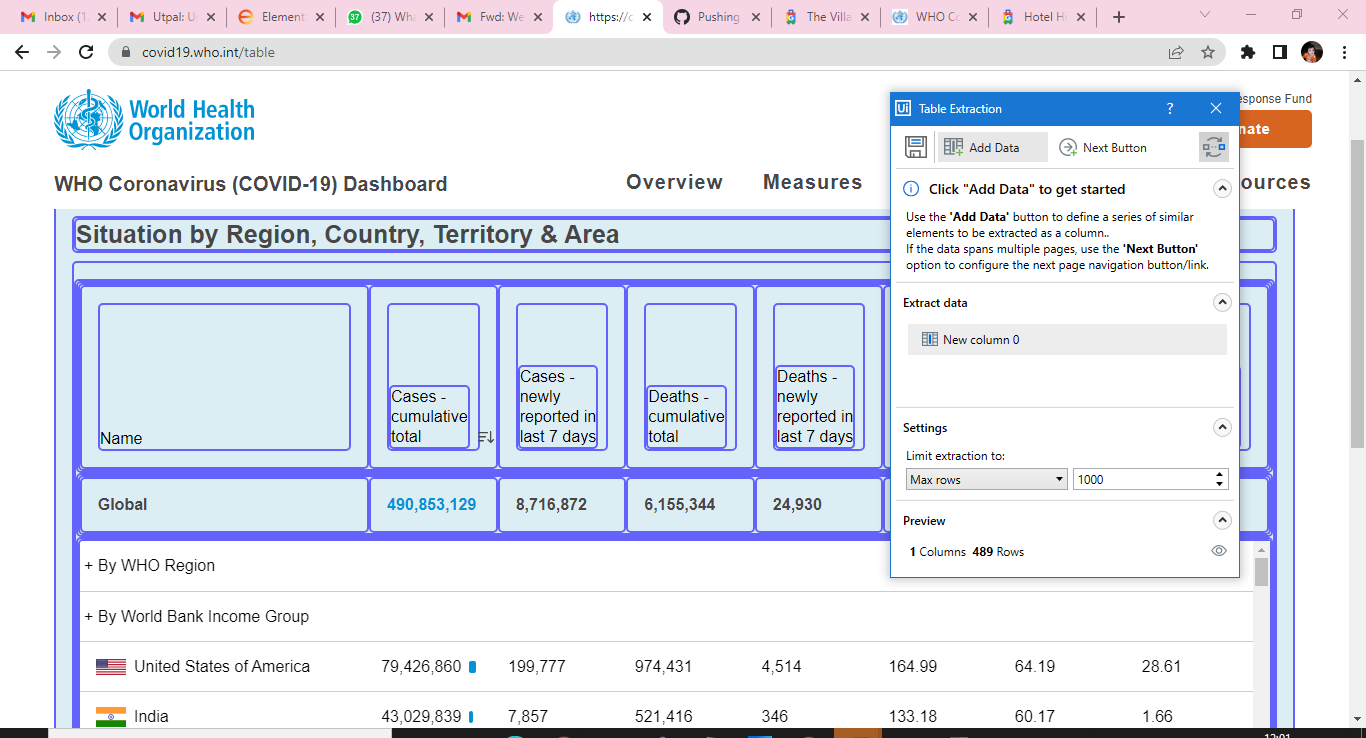 Inbox (1
Utpal: U
Element
(37) Wha
Fwd: We
https://c
Pushing
The Villa
WHO Co
Hotel Hi
covid19.who.int/table
World Health
Organization
esponse Fund
nate
WHO Coronavirus (COVID-19) Dashboard
Overview
Measures
ources
Situation by Region, Country, Territory & Area
Name
Cases -
cumulative
total
Cases -
newly
reported in
last 7 days
Deaths -
cumulative
total
Deaths -
newly
reported in
last 7 days
Global 490,853,129 8,716,872 6,155,344 24,930
+ By WHO Region
+ By World Bank Income Group
United States of America 79,426,860 199,777 974,431 4,514 164.99 64.19 28.61
India 43,029,839 7,857 521,416 346 133.18 60.17 1.66
Ui Table Extraction ?
Add Data Next Button
Click "Add Data" to get started
Use the 'Add Data' button to define a series of similar
elements to be extracted as a column..
If the data spans multiple pages, use the 'Next Button'
option to configure the next page navigation button/link.
Extract data
New column 0
Settings
Limit extraction to:
Max rows 1000
Preview
1 Columns 489 Rows